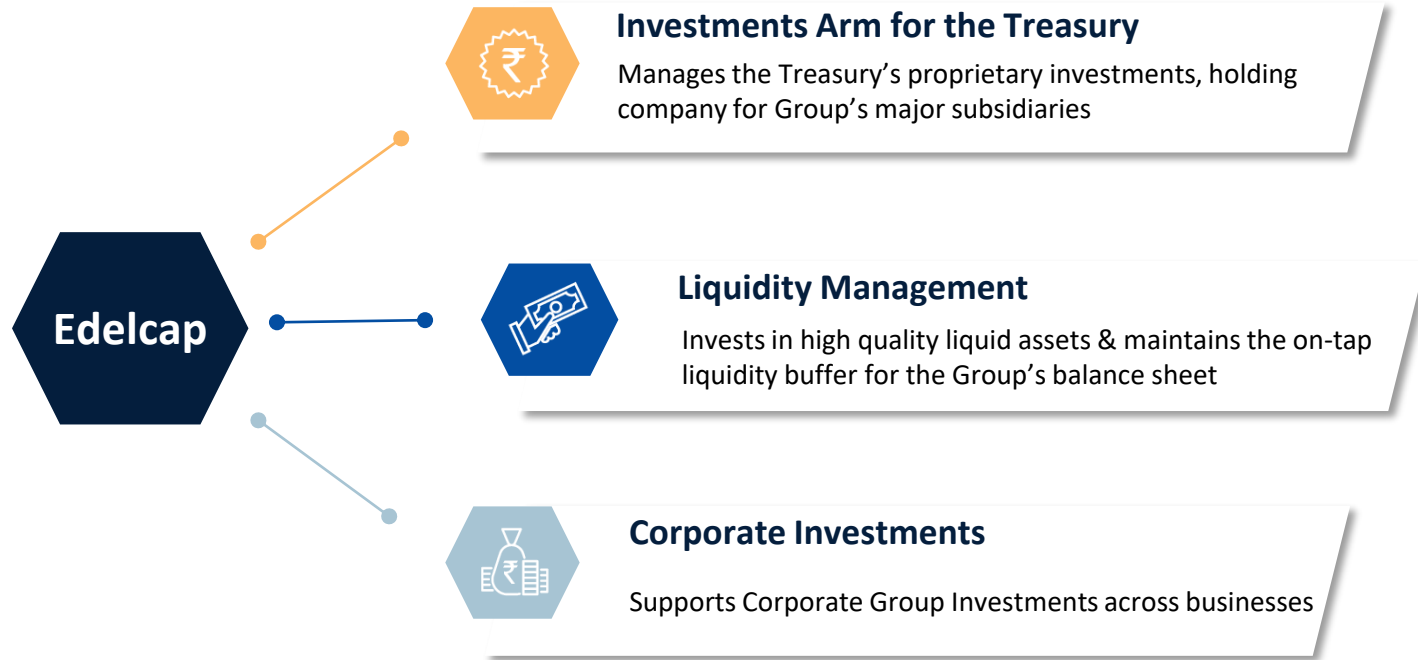 Investments Arm for the Treasury
Manages the Treasury's proprietary investments, holding
company for Group's major subsidiaries
Edelcap
Liquidity Management
Invests in high quality liquid assets & maintains the on-tap
liquidity buffer for the Group's balance sheet
Corporate Investments
Supports Corporate Group Investments across businesses
₹
₹